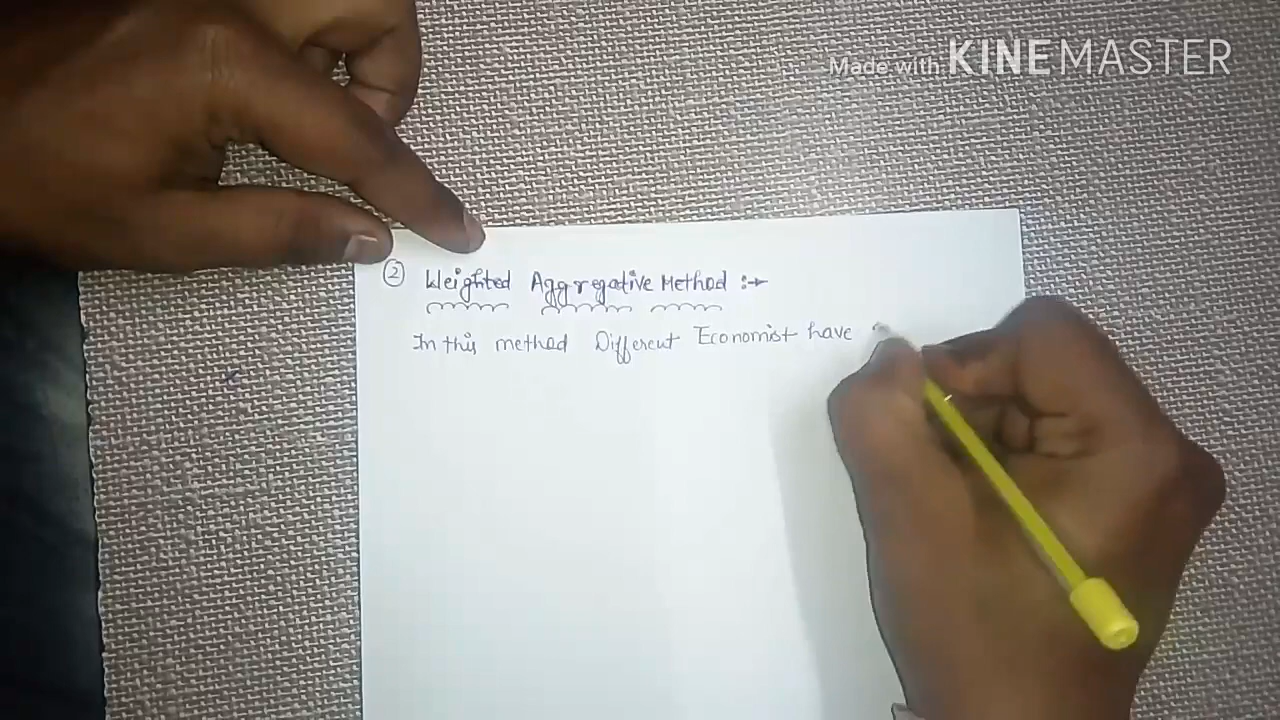 Made with KINEMASTER
② Weighted Aggregative Method :-
In this method Different Economist have